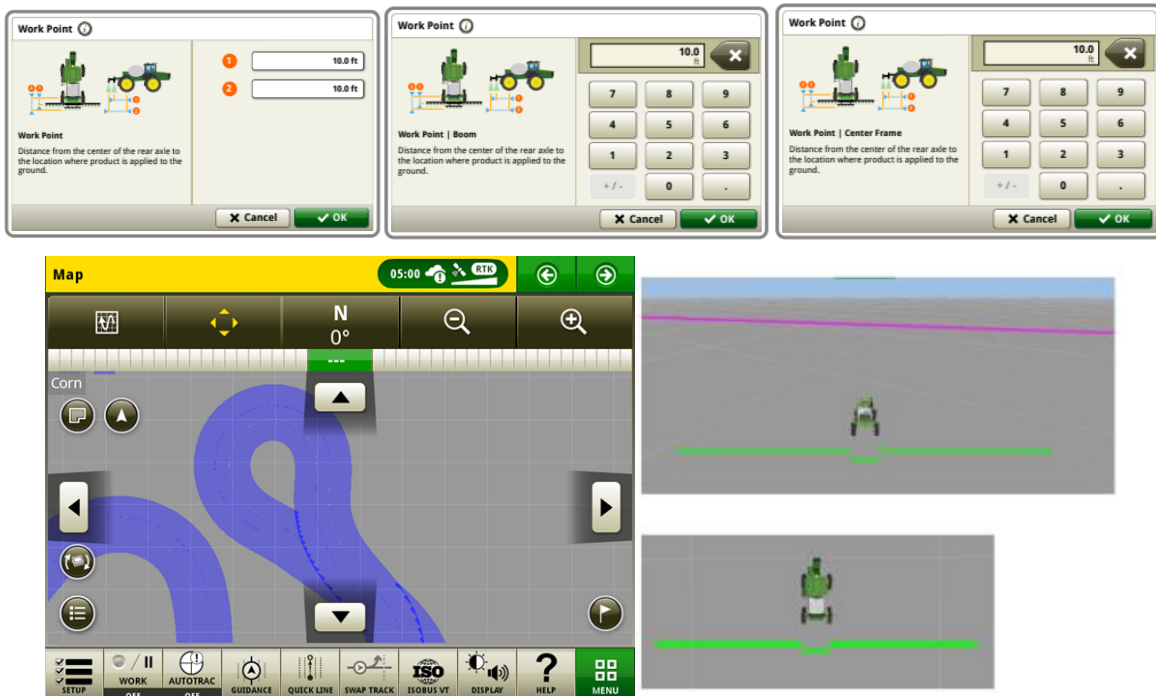 Work Point
1
10.0 ft
2
10.0 ft
Work Point
Distance from the center of the rear axle to
the location where product is applied to the
ground.
Cancel
OK
Work Point
10.0
ft
7 8 9
4 5 6
1 2 3
+ / - 0 .
Work Point | Boom
Distance from the center of the rear axle to
the location where product is applied to the
ground.
Cancel
OK
Work Point
10.0
ft
7 8 9
4 5 6
1 2 3
+ / - 0 .
Work Point | Center Frame
Distance from the center of the rear axle to
the location where product is applied to the
ground.
Cancel
OK
Map
05:00
RTK
N
0°
---
Corn
SETUP
WORK
OFF
AUTOTRAC
OFF
GUIDANCE
QUICK LINE
SWAP TRACK
ISO
ISOBUS VT
DISPLAY
?
HELP
MENU